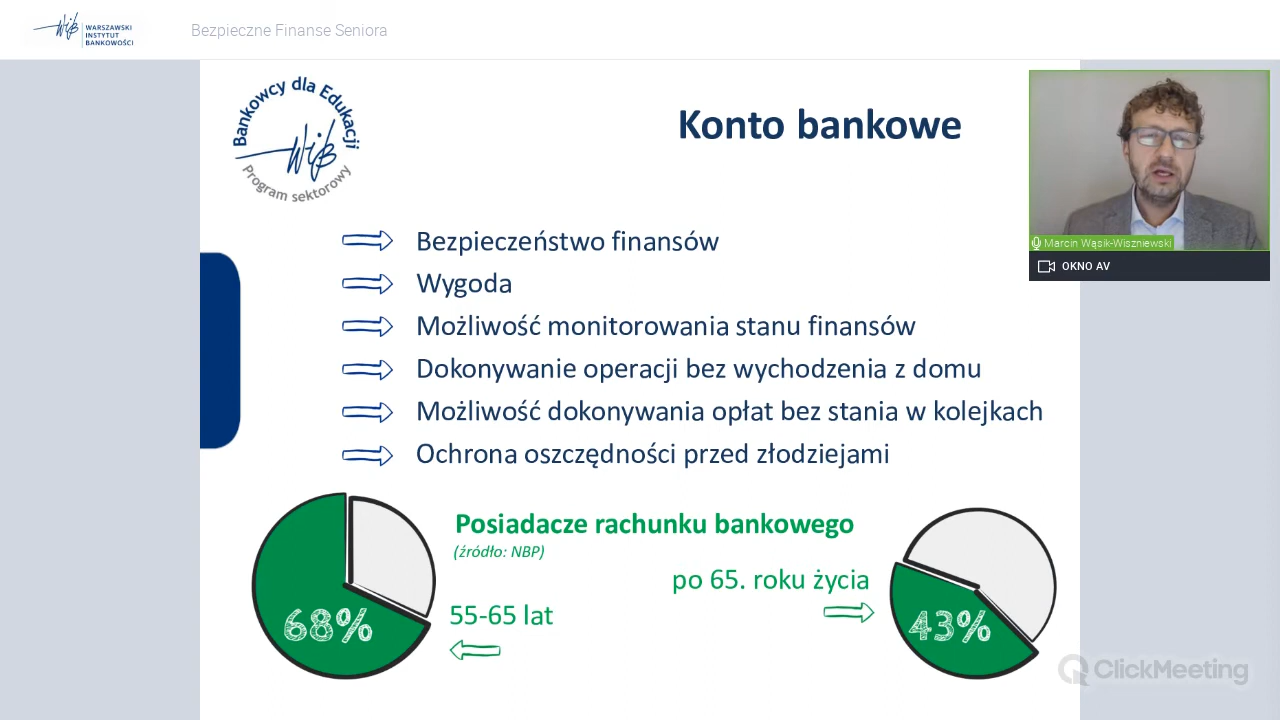 WARSZAWSKI
INSTYTUT
BANKOWOŚCI
Bezpieczne Finanse Seniora
Bankowcy dla Edukacji
WiB
Program sektorowy
Konto bankowe
Marcin Wąsik-Wiszniewski
OKNO AV
Bezpieczeństwo finansów
Wygoda
Możliwość monitorowania stanu finansów
Dokonywanie operacji bez wychodzenia z domu
Możliwość dokonywania opłat bez stania w kolejkach
Ochrona oszczędności przed złodziejami
Posiadacze rachunku bankowego
(źródło: NBP)
po 65. roku życia
55-65 lat
68%
43%
ClickMeeting